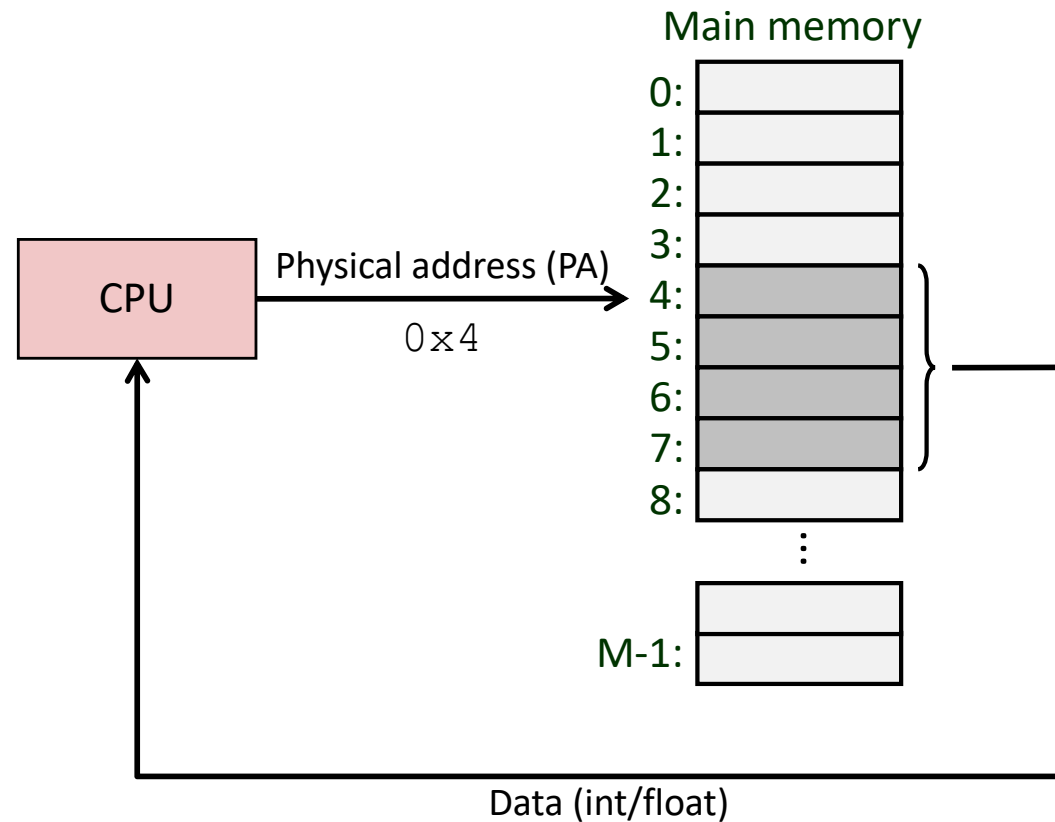 Main memory
0:
1:
2:
3:
CPU
Physical address (PA)
0x4
4:
5:
6:
7:
8:
...
M-1:
Data (int/float)